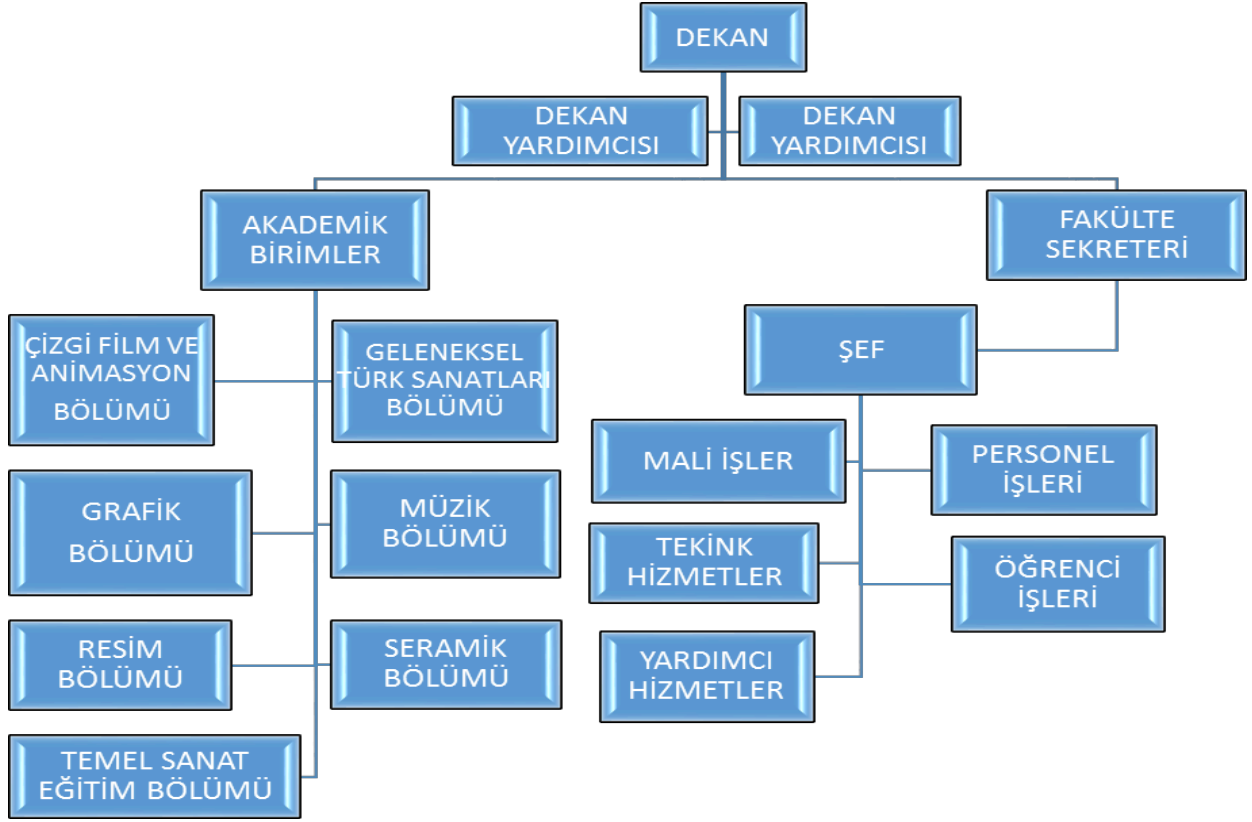 DEKAN
DEKAN
YARDIMCISI
DEKAN
YARDIMCISI
AKADEMİK
BİRİMLER
FAKÜLTE
SEKRETERİ
ÇİZGİ FİLM VE
ANİMASYON
BÖLÜMÜ
GELENEKSEL
TÜRK SANATLARI
BÖLÜMÜ
GRAFİK
BÖLÜMÜ
MÜZİK
BÖLÜMÜ
RESİM
BÖLÜMÜ
SERAMİK
BÖLÜMÜ
TEMEL SANAT
EĞİTİM BÖLÜMÜ
ŞEF
MALİ İŞLER
PERSONEL
İŞLERİ
TEKİNK
HİZMETLER
ÖĞRENCİ
İŞLERİ
YARDIMCI
HİZMETLER